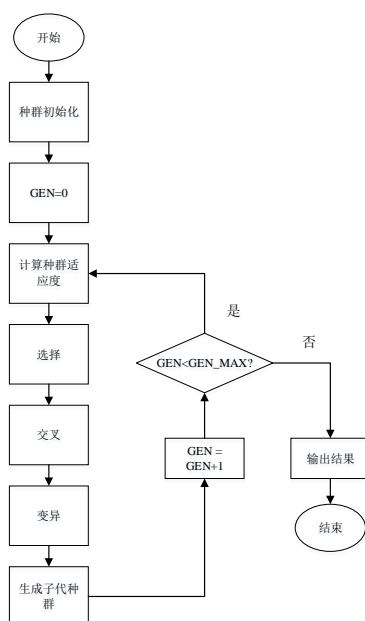 开始
种群初始化
GEN=0
计算种群适
应度
选择
交叉
变异
生成子代种
群
是
GEN<GEN_MAX?
否
GEN =
GEN+1
输出结果
结束